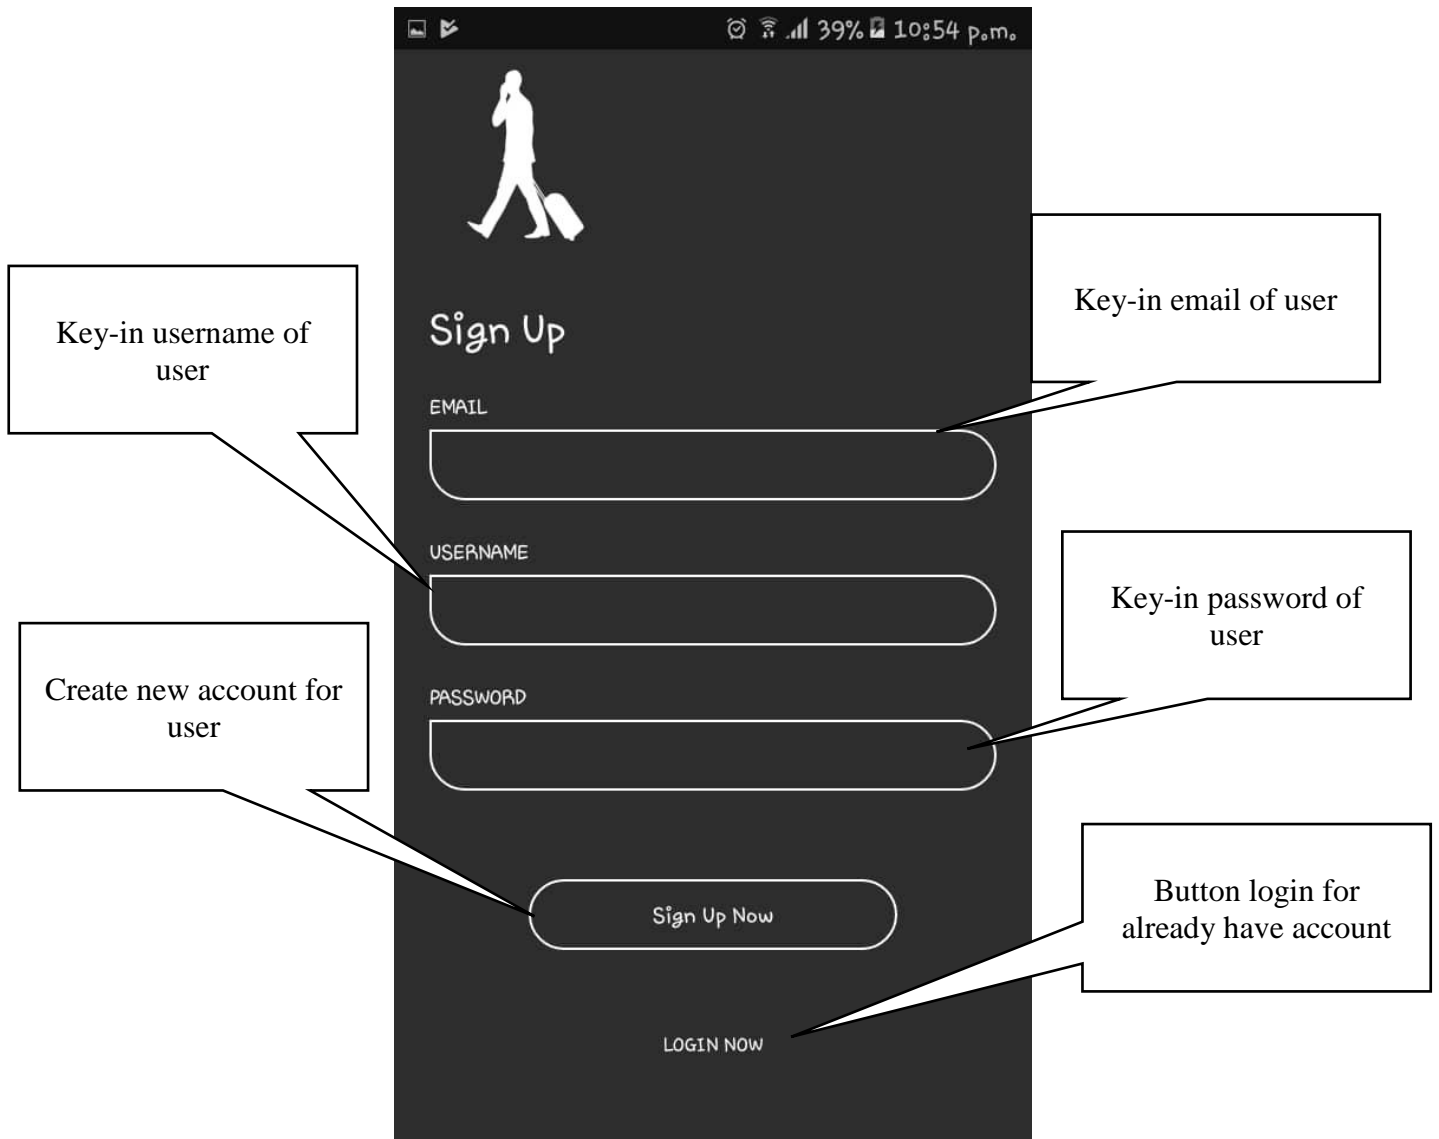 39% 10:54 p.m.
Key-in email of user
Key-in username of
user
Sign Up
EMAIL
USERNAME
Key-in password of
user
Create new account for
user
PASSWORD
Button login for
already have account
Sign Up Now
LOGIN NOW